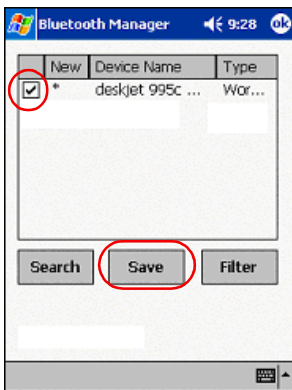 Bluetooth Manager 9:28 ok
New Device Name Type
* deskjet 995c ... Wor...
Search Save Filter